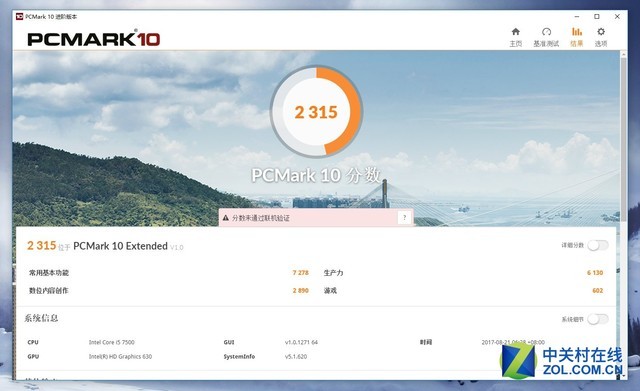 PCMark 10 进阶版本
PCMARK®10
主页 基准测试 结果 选项
2 315
PCMark 10 分数
分数未通过联机验证 ?
2 315 位于 PCMark 10 Extended v1.0 详细分数
常用基本功能 7 278 生产力 6 130
数位内容创作 2 890 游戏 602
系统信息 系统细节
CPU Intel Core i5 7500 GUI v1.0.1271 64 时间 2017-08-21 +08:00
GPU Intel(R) HD Graphics 630 SystemInfo v5.1.620
中关村在线
ZOL.COM.CN